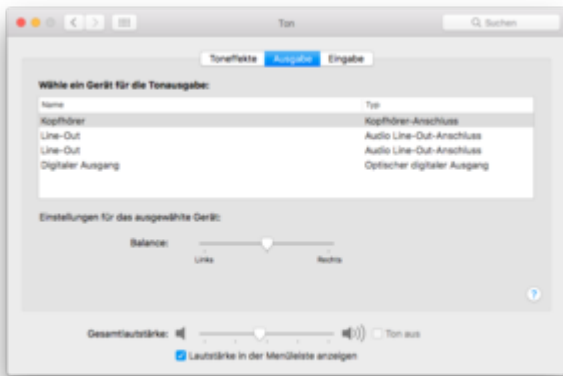 Ton
Suchen
Toneffekte Ausgabe Eingabe
Wähle ein Gerät für die Tonausgabe:
Name Typ
Kopfhörer Kopfhörer-Anschluss
Line-Out Audio Line-Out-Anschluss
Line-Out Audio Line-Out-Anschluss
Digitaler Ausgang Optischer digitaler Ausgang
Einstellungen für das ausgewählte Gerät:
Balance:
Links Rechts
?
Gesamtlautstärke: Ton aus
Lautstärke in der Menüleiste anzeigen